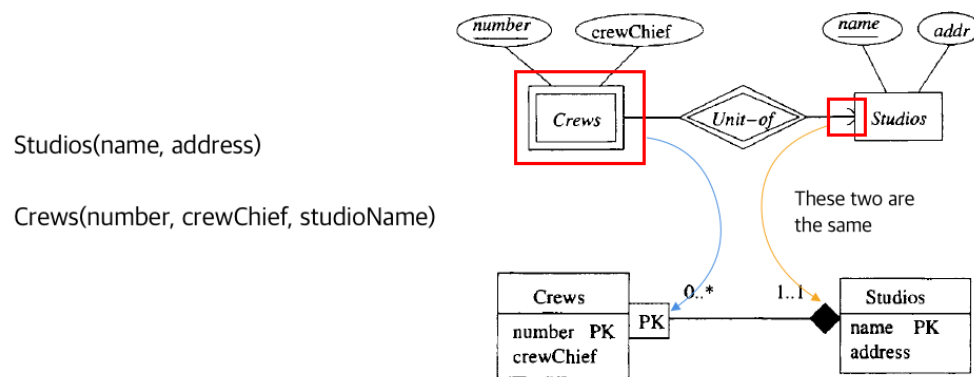 number
crewChief
name
addr
Crews
Unit-of
Studios
Studios(name, address)
Crews(number, crewChief, studioName)
These two are
the same
0..*
1..1
Crews
PK
number PK
crewChief
Studios
name PK
address